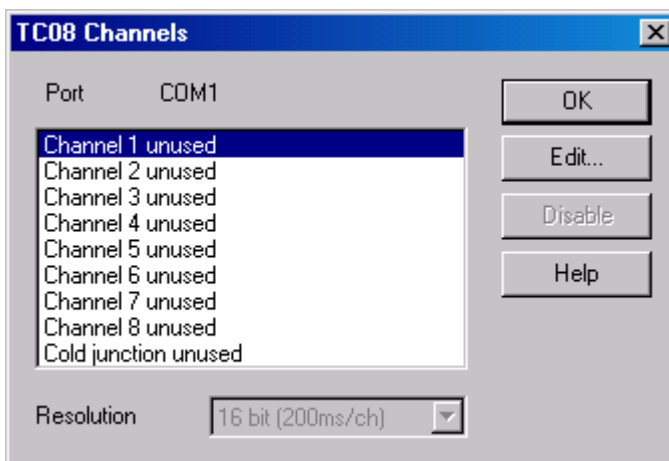 TC08 Channels
Port COM1
OK
Channel 1 unused
Edit...
Channel 2 unused
Channel 3 unused
Channel 4 unused
Disable
Channel 5 unused
Channel 6 unused
Help
Channel 7 unused
Channel 8 unused
Cold junction unused
Resolution 16 bit (200ms/ch)